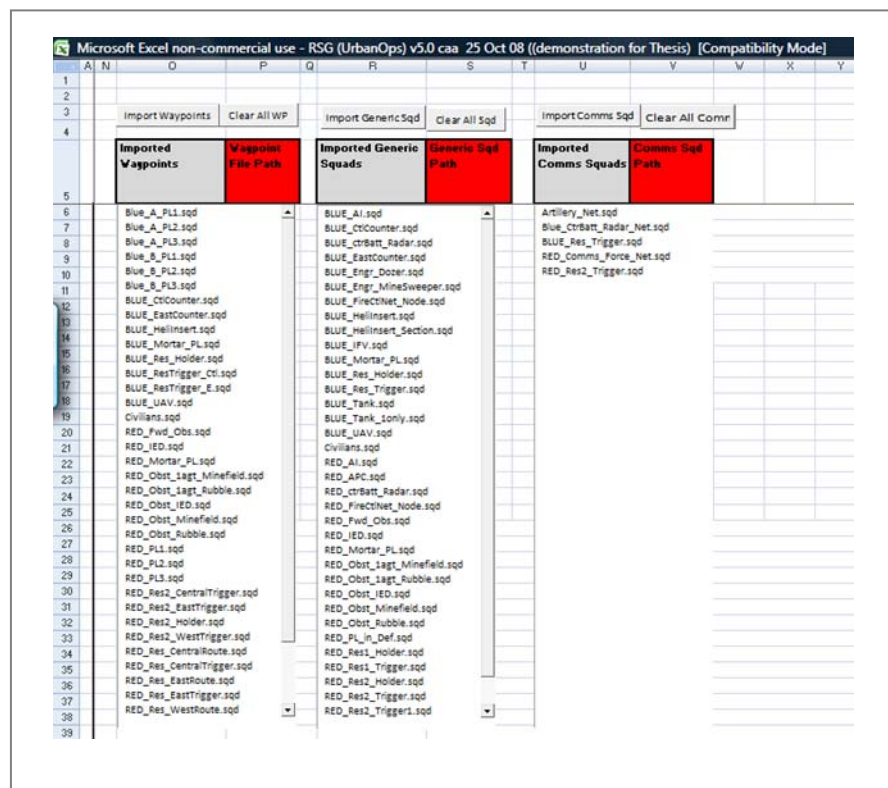 Microsoft Excel non-commercial use - RSG (UrbanOps) v5.0 caa 25 Oct 08 ((demonstration for Thesis) [Compatibility Mode]
A N O P Q R S T U V W X Y
1
2
3 Import Waypoints Clear All WP Import Generic Sqd Clear All Sqd Import Comms Sqd Clear All Comr
4
Imported Waypoint Imported Generic Generic Sqd Imported Comms Sqd
Waypoints File Path Squads Path Comms Squads Path
5
6 Blue_A_PL1.sqd BLUE_AI.sqd Artillery_Net.sqd
7 Blue_A_PL2.sqd BLUE_CtlCounter.sqd Blue_CtrBatt_Radar_Net.sqd
8 Blue_A_PL3.sqd BLUE_ctrBatt_Radar.sqd BLUE_Res_Trigger.sqd
9 Blue_B_PL1.sqd BLUE_EastCounter.sqd RED_Comms_Force_Net.sqd
10 Blue_B_PL2.sqd BLUE_Engr_Dozer.sqd RED_Res2_Trigger.sqd
11 Blue_B_PL3.sqd BLUE_Engr_MineSweeper.sqd
12 BLUE_CtlCounter.sqd BLUE_FireCtlNet_Node.sqd
13 BLUE_EastCounter.sqd BLUE_HeliInsert.sqd
14 BLUE_HeliInsert.sqd BLUE_HeliInsert_Section.sqd
15 BLUE_Mortar_PL.sqd BLUE_IFV.sqd
16 BLUE_Res_Holder.sqd BLUE_Mortar_PL.sqd
17 BLUE_ResTrigger_Ctl.sqd BLUE_Res_Holder.sqd
18 BLUE_ResTrigger_E.sqd BLUE_Res_Trigger.sqd
19 BLUE_UAV.sqd BLUE_Tank.sqd
20 Civilians.sqd BLUE_Tank_1only.sqd
21 RED_Fwd_Obs.sqd BLUE_UAV.sqd
22 RED_IED.sqd Civilians.sqd
23 RED_Mortar_PL.sqd RED_AI.sqd
24 RED_Obst_1agt_Minefield.sqd RED_APC.sqd
25 RED_Obst_1agt_Rubble.sqd RED_ctrBatt_Radar.sqd
26 RED_Obst_IED.sqd RED_FireCtlNet_Node.sqd
27 RED_Obst_Minefield.sqd RED_Fwd_Obs.sqd
28 RED_Obst_Rubble.sqd RED_IED.sqd
29 RED_PL1.sqd RED_Mortar_PL.sqd
30 RED_PL2.sqd RED_Obst_1agt_Minefield.sqd
31 RED_PL3.sqd RED_Obst_1agt_Rubble.sqd
32 RED_Res2_CentralTrigger.sqd RED_Obst_IED.sqd
33 RED_Res2_EastTrigger.sqd RED_Obst_Minefield.sqd
34 RED_Res2_Holder.sqd RED_Obst_Rubble.sqd
35 RED_Res2_WestTrigger.sqd RED_PL_in_Def.sqd
36 RED_Res_CentralRoute.sqd RED_Res1_Holder.sqd
37 RED_Res_CentralTrigger.sqd RED_Res1_Trigger.sqd
38 RED_Res_EastRoute.sqd RED_Res2_Holder.sqd
39 RED_Res_EastTrigger.sqd RED_Res2_Trigger.sqd
RED_Res_WestRoute.sqd RED_Res2_Trigger1.sqd